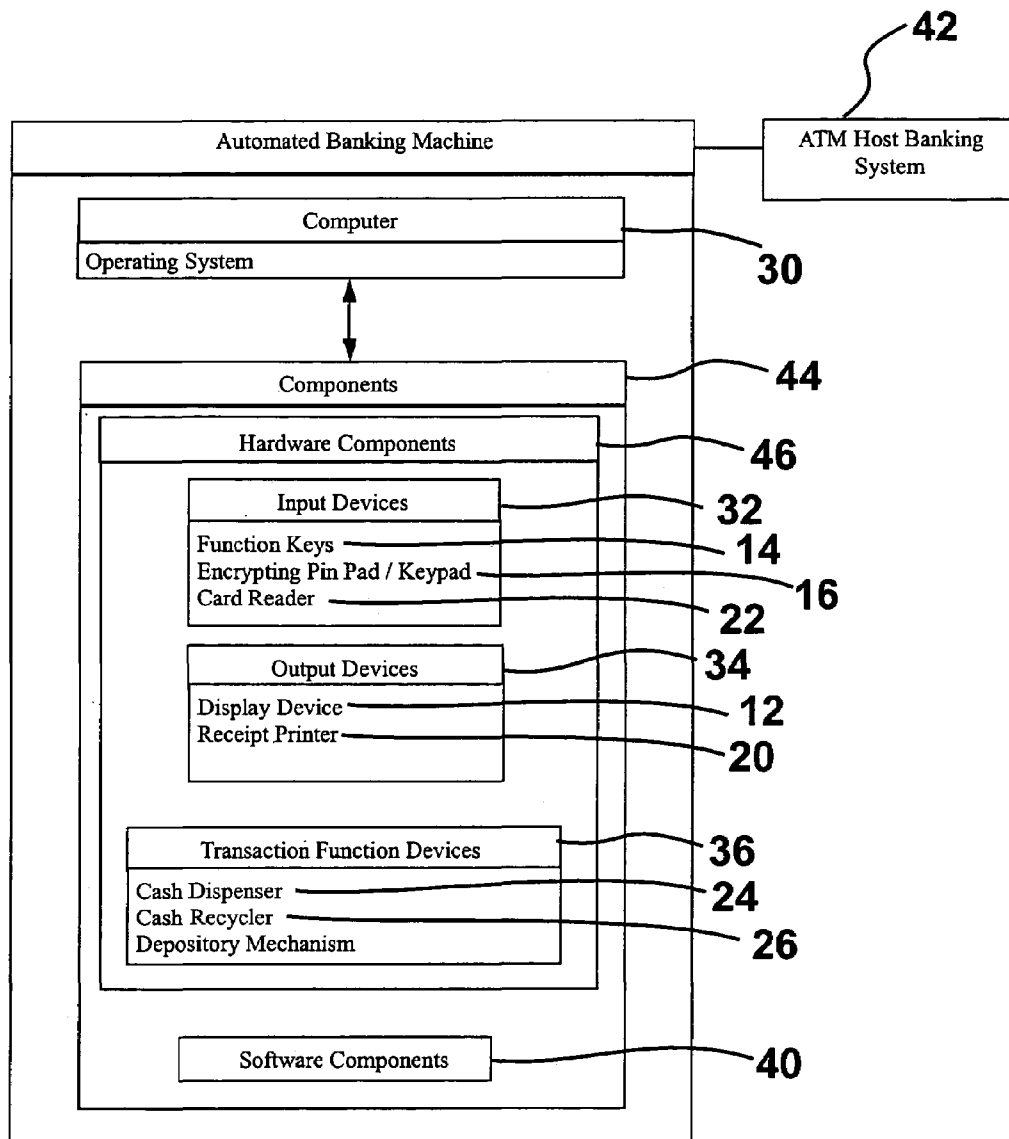 42
Automated Banking Machine
ATM Host Banking
System
Computer
30
Operating System
Components
44
Hardware Components
46
Input Devices
32
Function Keys
14
Encrypting Pin Pad / Keypad
16
Card Reader
22
Output Devices
34
Display Device
12
Receipt Printer
20
Transaction Function Devices
36
Cash Dispenser
24
Cash Recycler
26
Depository Mechanism
Software Components
40